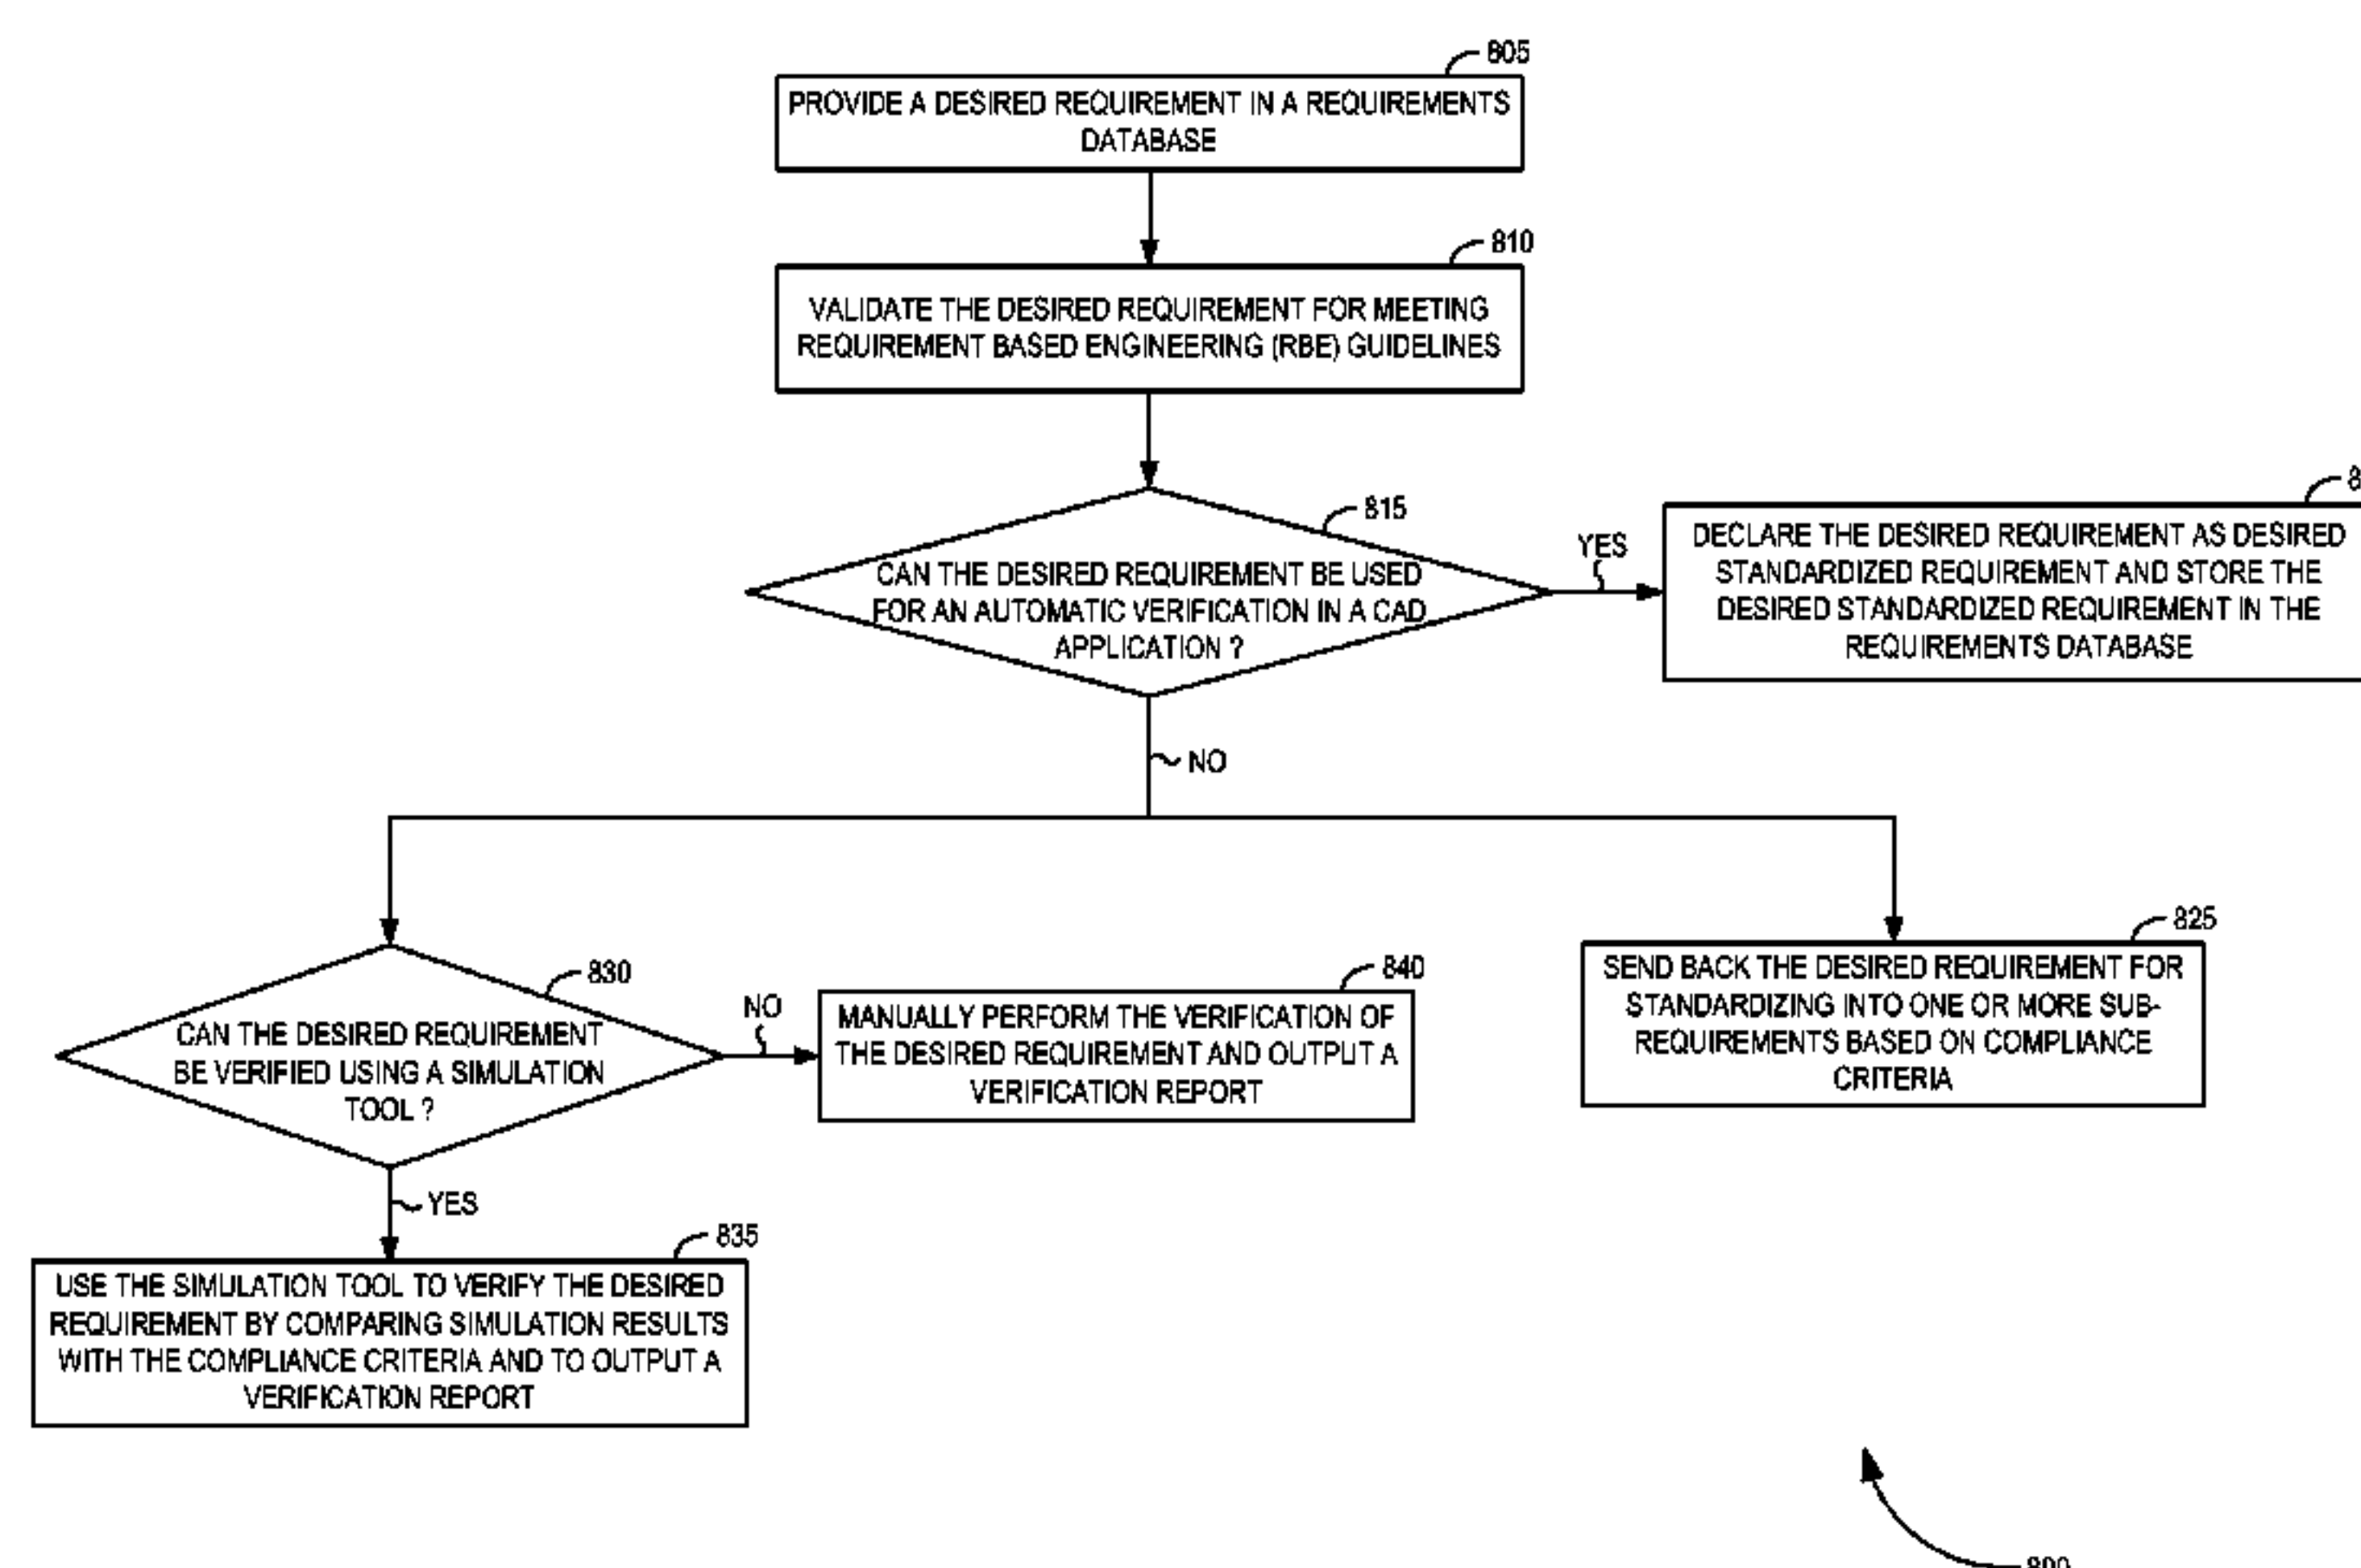 805
PROVIDE A DESIRED REQUIREMENT IN A REQUIREMENTS
DATABASE
810
VALIDATE THE DESIRED REQUIREMENT FOR MEETING
REQUIREMENT BASED ENGINEERING (RBE) GUIDELINES
815
CAN THE DESIRED REQUIREMENT BE USED
FOR AN AUTOMATIC VERIFICATION IN A CAD
APPLICATION ?
YES
DECLARE THE DESIRED REQUIREMENT AS DESIRED
STANDARDIZED REQUIREMENT AND STORE THE
DESIRED STANDARDIZED REQUIREMENT IN THE
REQUIREMENTS DATABASE
NO
830
CAN THE DESIRED REQUIREMENT
BE VERIFIED USING A SIMULATION
TOOL ?
NO
840
MANUALLY PERFORM THE VERIFICATION OF
THE DESIRED REQUIREMENT AND OUTPUT A
VERIFICATION REPORT
825
SEND BACK THE DESIRED REQUIREMENT FOR
STANDARDIZING INTO ONE OR MORE SUB-
REQUIREMENTS BASED ON COMPLIANCE
CRITERIA
YES
835
USE THE SIMULATION TOOL TO VERIFY THE DESIRED
REQUIREMENT BY COMPARING SIMULATION RESULTS
WITH THE COMPLIANCE CRITERIA AND TO OUTPUT A
VERIFICATION REPORT